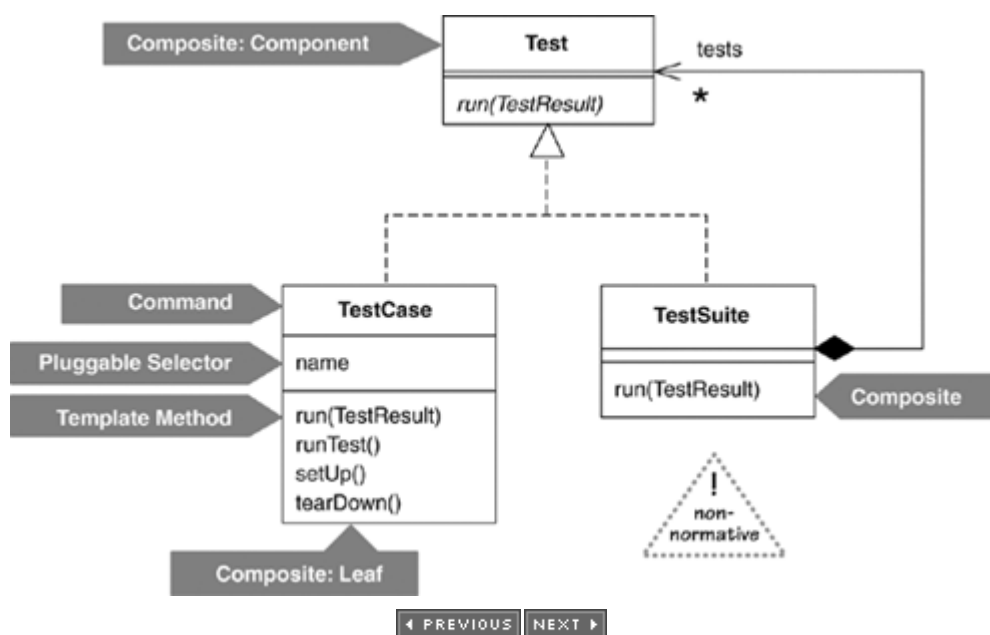 Composite: Component
Test
tests
*
run(TestResult)
Command
TestCase
TestSuite
Pluggable Selector
name
Template Method
run(TestResult)
runTest()
setUp()
tearDown()
run(TestResult)
Composite
!
non-
normative
Composite: Leaf
PREVIOUS
NEXT